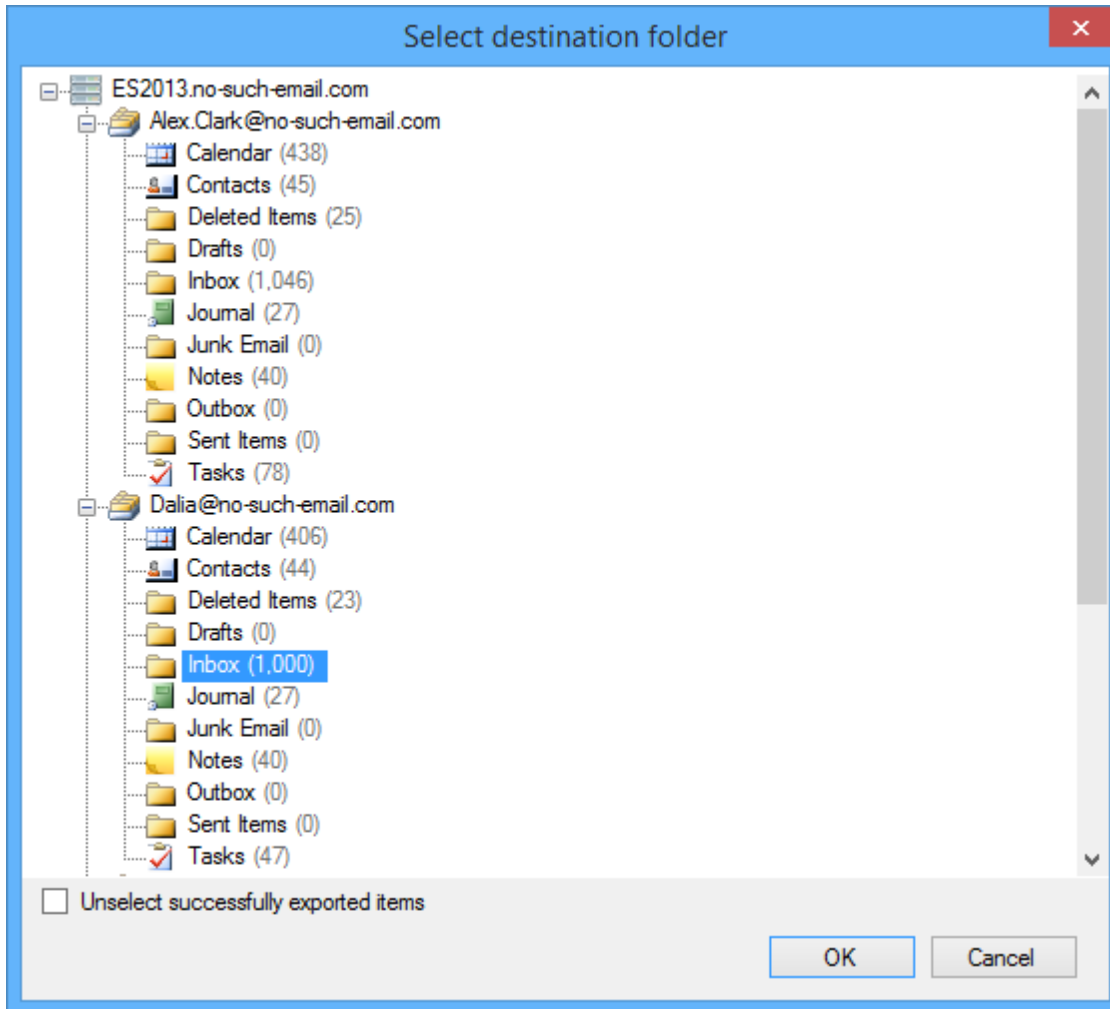 Select destination folder
ES2013.no-such-email.com
Alex.Clark@no-such-email.com
Calendar (438)
Contacts (45)
Deleted Items (25)
Drafts (0)
Inbox (1,046)
Journal (27)
Junk Email (0)
Notes (40)
Outbox (0)
Sent Items (0)
Tasks (78)
Dalia@no-such-email.com
Calendar (406)
Contacts (44)
Deleted Items (23)
Drafts (0)
Inbox (1,000)
Journal (27)
Junk Email (0)
Notes (40)
Outbox (0)
Sent Items (0)
Tasks (47)
Unselect successfully exported items
OK Cancel